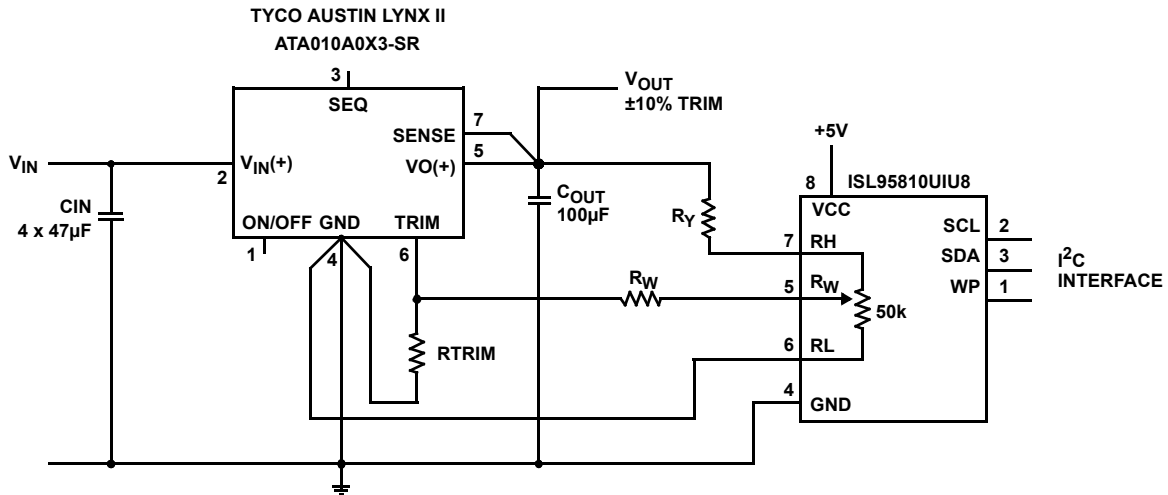 TYCO AUSTIN LYNX II
ATA010A0X3-SR
3
SEQ
VOUT
±10% TRIM
7
SENSE
+5V
VIN
VIN(+)
5
VO(+)
2
8
ISL95810UIU8
CIN
4 x 47µF
COUT
100µF
VCC
RY
SCL
2
ON/OFF
GND
TRIM
7
RH
SDA
3
I2C
INTERFACE
1
4
6
RW
5
RW
WP
1
50k
RTRIM
6
RL
4
GND